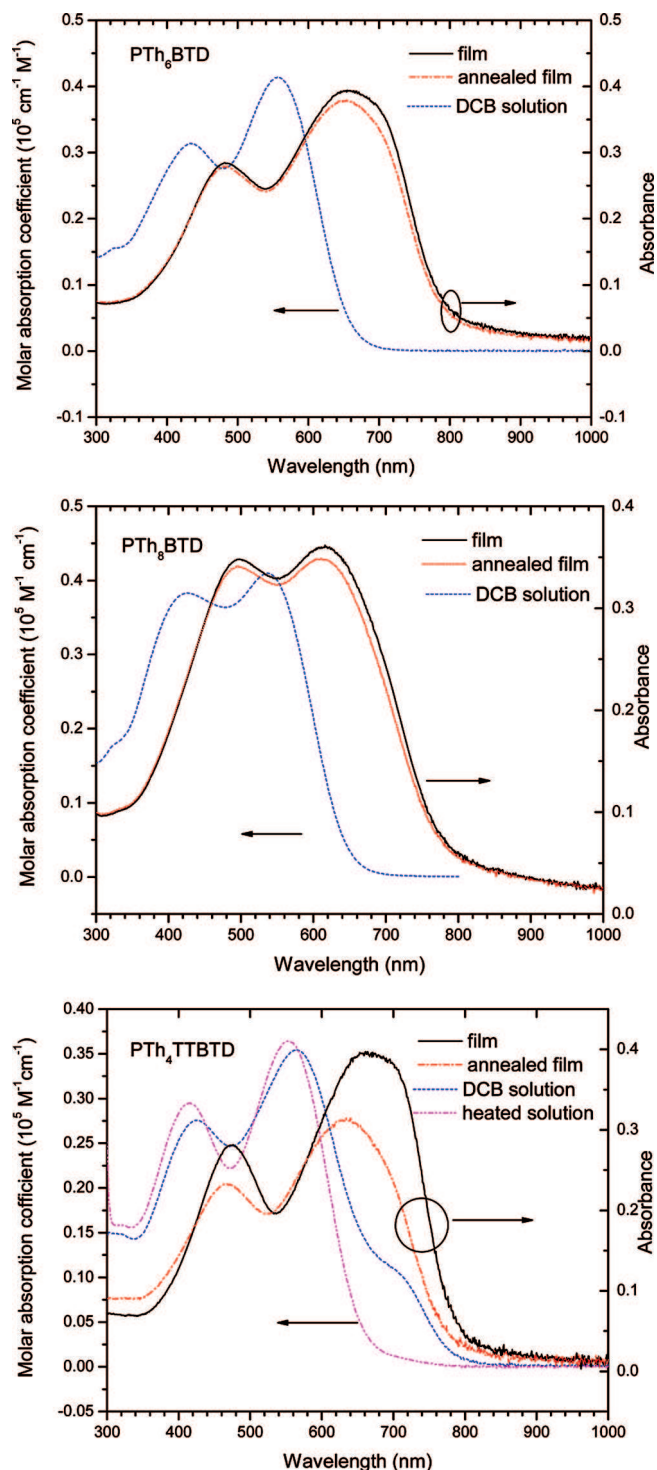 PTh₆BTD
film
annealed film
DCB solution
Molar absorption coefficient (10⁵ cm⁻¹ M⁻¹)
0.5
0.4
0.3
0.2
0.1
0.0
-0.1
Absorbance
0.5
0.4
0.3
0.2
0.1
0.0
-0.1
300 400 500 600 700 800 900 1000
Wavelength (nm)
PTh₈BTD
film
annealed film
DCB solution
Molar absorption coefficient (10⁵ M⁻¹ cm⁻¹)
0.5
0.4
0.3
0.2
0.1
0.0
Absorbance
0.4
0.3
0.2
0.1
0.0
300 400 500 600 700 800 900 1000
Wavelength (nm)
PTh₄TTBTD
film
annealed film
DCB solution
heated solution
Molar absorption cofficient (10⁵ M⁻¹cm⁻¹)
0.40
0.35
0.30
0.25
0.20
0.15
0.10
0.05
0.00
-0.05
Absorbance
0.4
0.3
0.2
0.1
0.0
300 400 500 600 700 800 900 1000
Wavelength (nm)